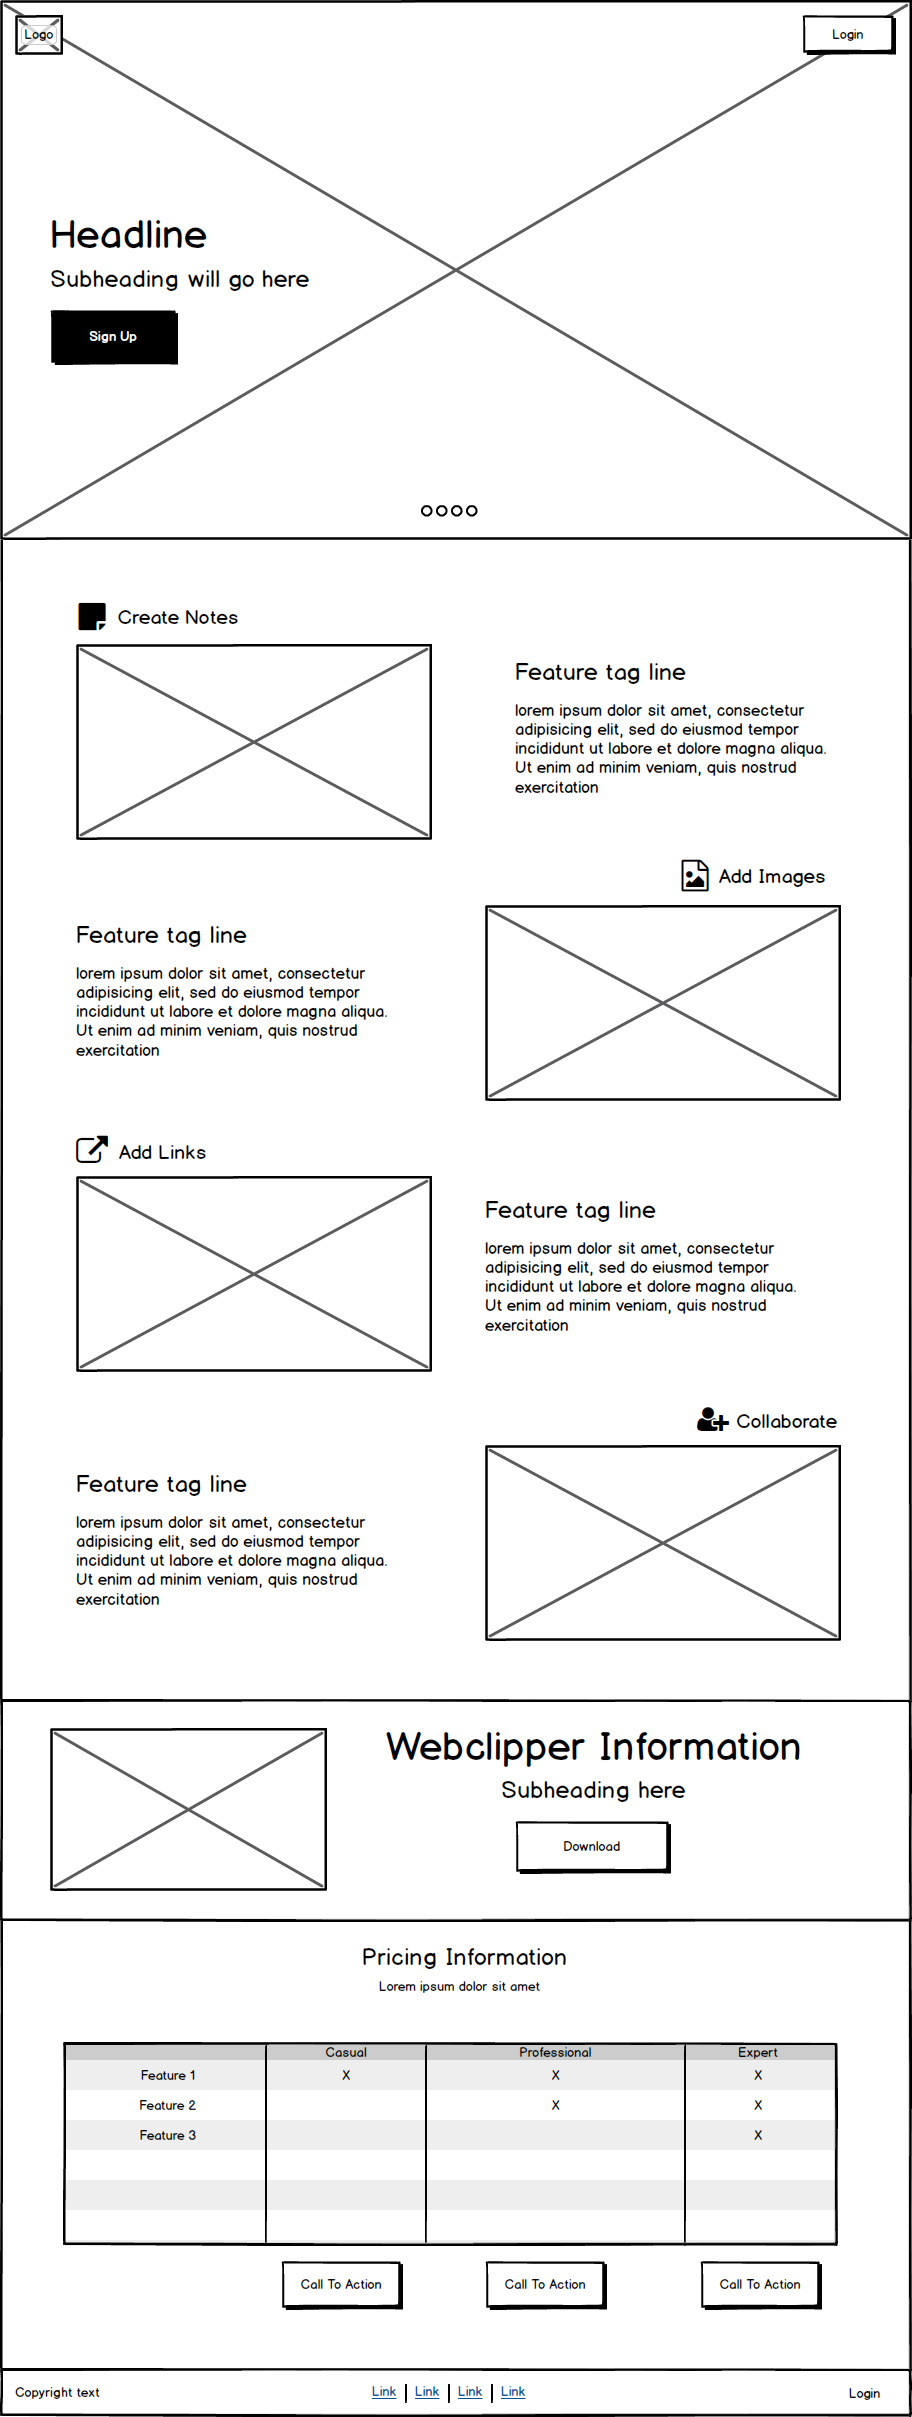 Logo
Login
Headline
Subheading will go here
Sign Up
Create Notes
Feature tag line
lorem ipsum dolor sit amet, consectetur
adipisicing elit, sed do eiusmod tempor
incididunt ut labore et dolore magna aliqua.
Ut enim ad minim veniam, quis nostrud
exercitation
Add Images
Feature tag line
lorem ipsum dolor sit amet, consectetur
adipisicing elit, sed do eiusmod tempor
incididunt ut labore et dolore magna aliqua.
Ut enim ad minim veniam, quis nostrud
exercitation
Add Links
Feature tag line
lorem ipsum dolor sit amet, consectetur
adipisicing elit, sed do eiusmod tempor
incididunt ut labore et dolore magna aliqua.
Ut enim ad minim veniam, quis nostrud
exercitation
Collaborate
Feature tag line
lorem ipsum dolor sit amet, consectetur
adipisicing elit, sed do eiusmod tempor
incididunt ut labore et dolore magna aliqua.
Ut enim ad minim veniam, quis nostrud
exercitation
Webclipper Information
Subheading here
Download
Pricing Information
Lorem ipsum dolor sit amet
Casual Professional Expert
Feature 1 X X X
Feature 2 X X
Feature 3 X
Call To Action Call To Action Call To Action
Copyright text Link | Link | Link | Link Login